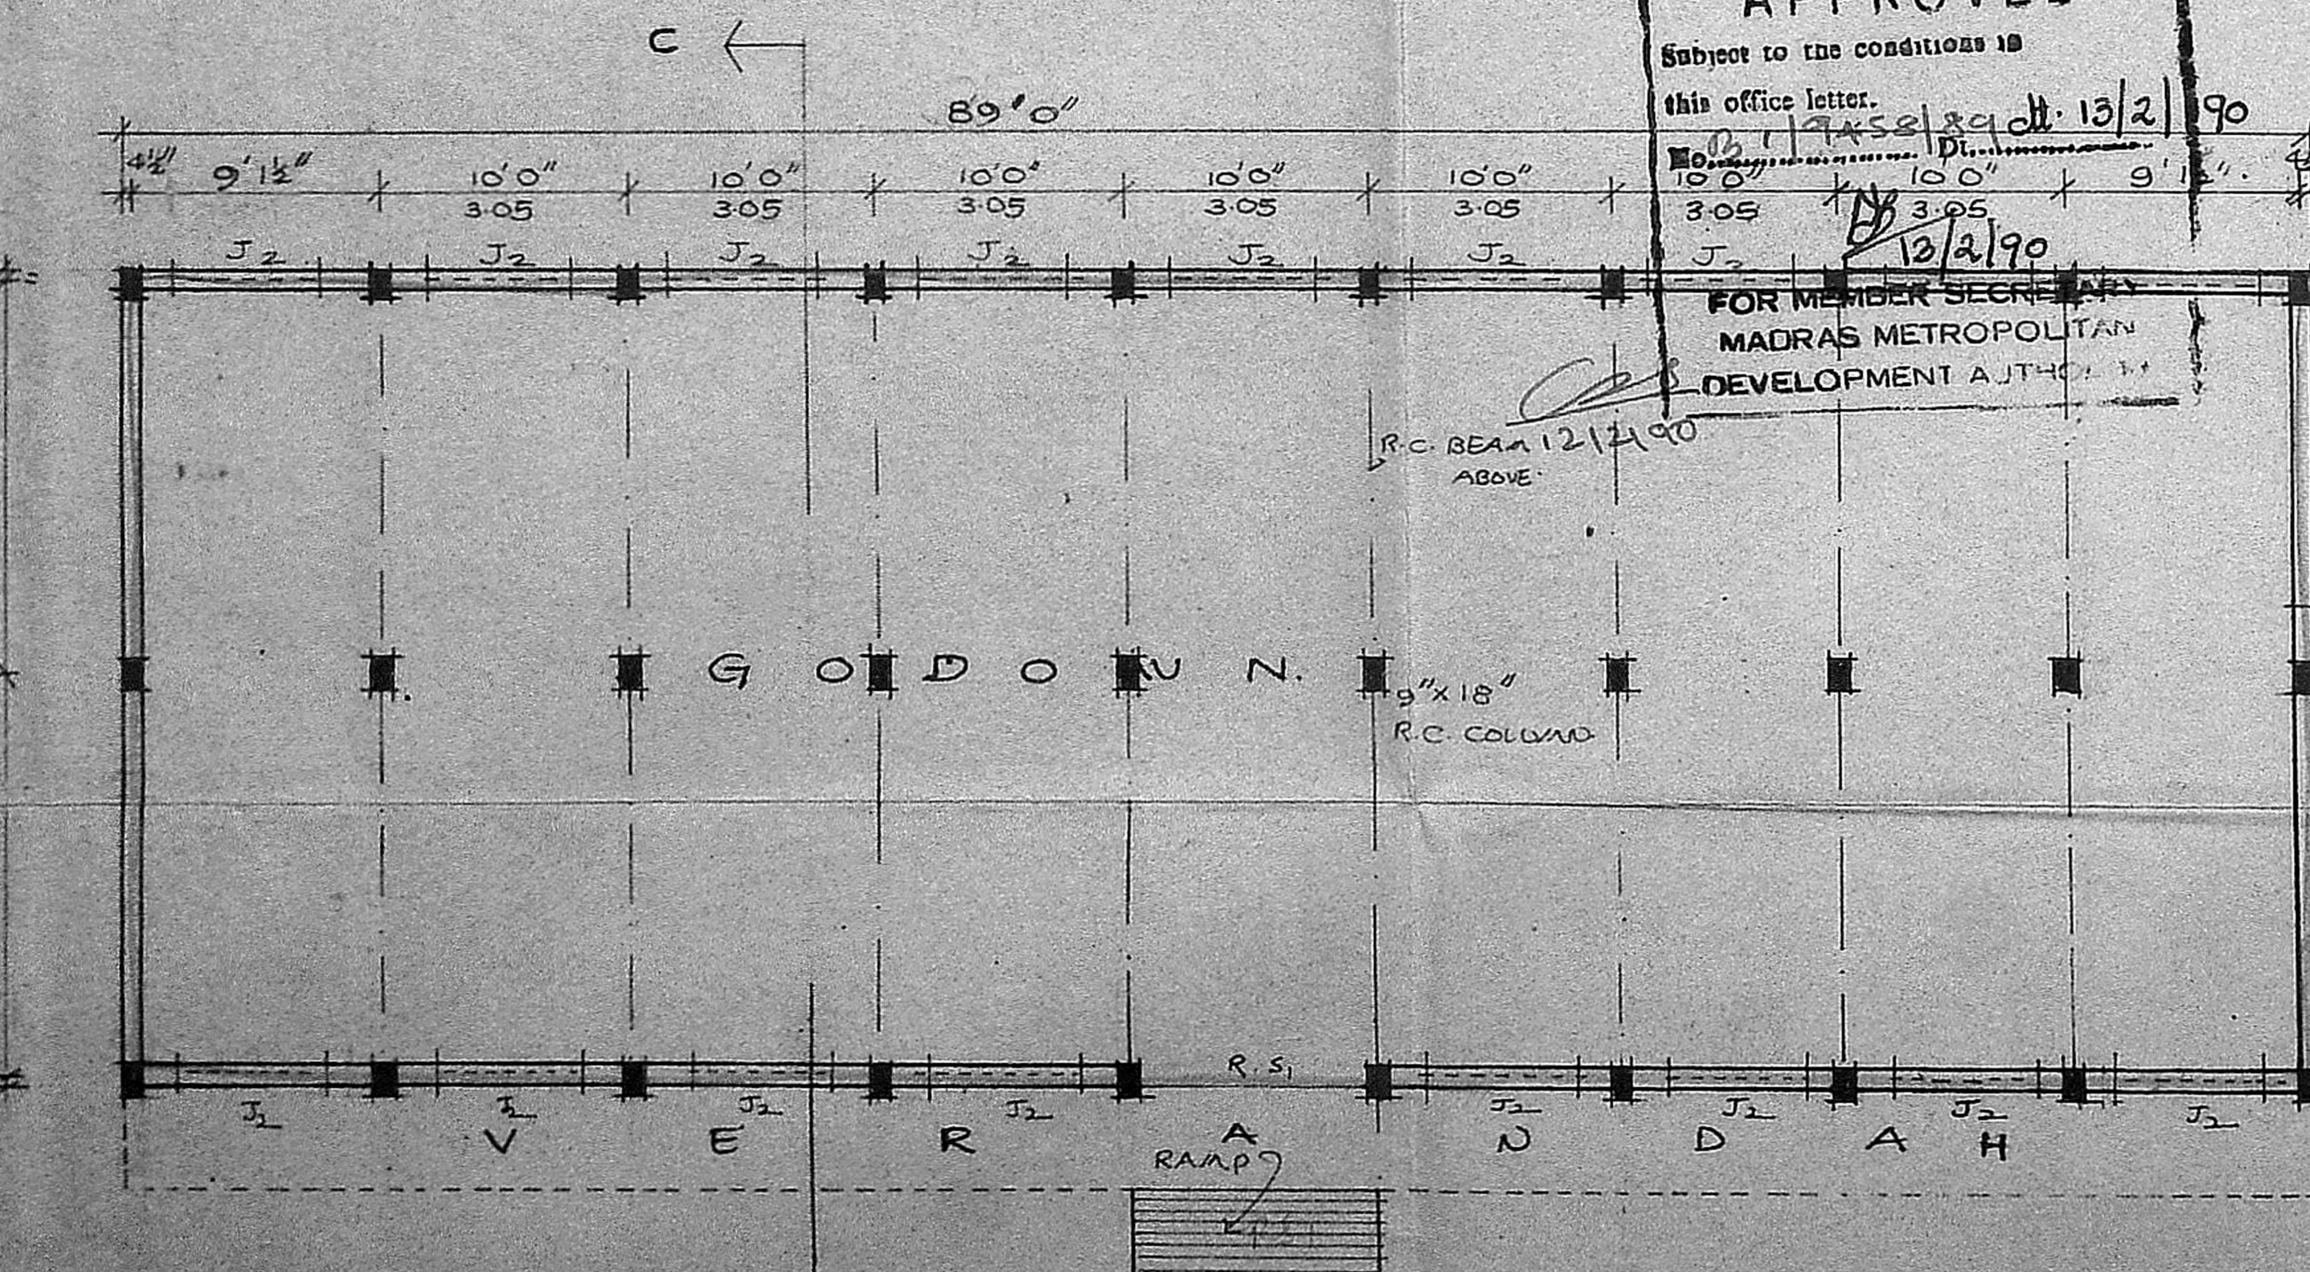 APPROVED
C
Subject to the conditions in
this office letter.
89'0"
No. B1/9458/89 Dt. dt. 13/2/90
4½" 9'1½" 10'0" 10'0" 10'0" 10'0" 10'0" 10'0" 10'0" 9'1½"
3.05 3.05 3.05 3.05 3.05 3.05 3.05
J2 J2 J2 J2 J2 J2 J2
13/2/90
FOR MEMBER SECRETARY
MADRAS METROPOLITAN
DEVELOPMENT AUTHORITY
R.C. BEAM 12/2/90
ABOVE
GODOWN.
9"x18"
R.C. COLUMN
R.S1
J2 J2 J2 J2 J2 J2 J2 J2
VERANDAH
RAMP